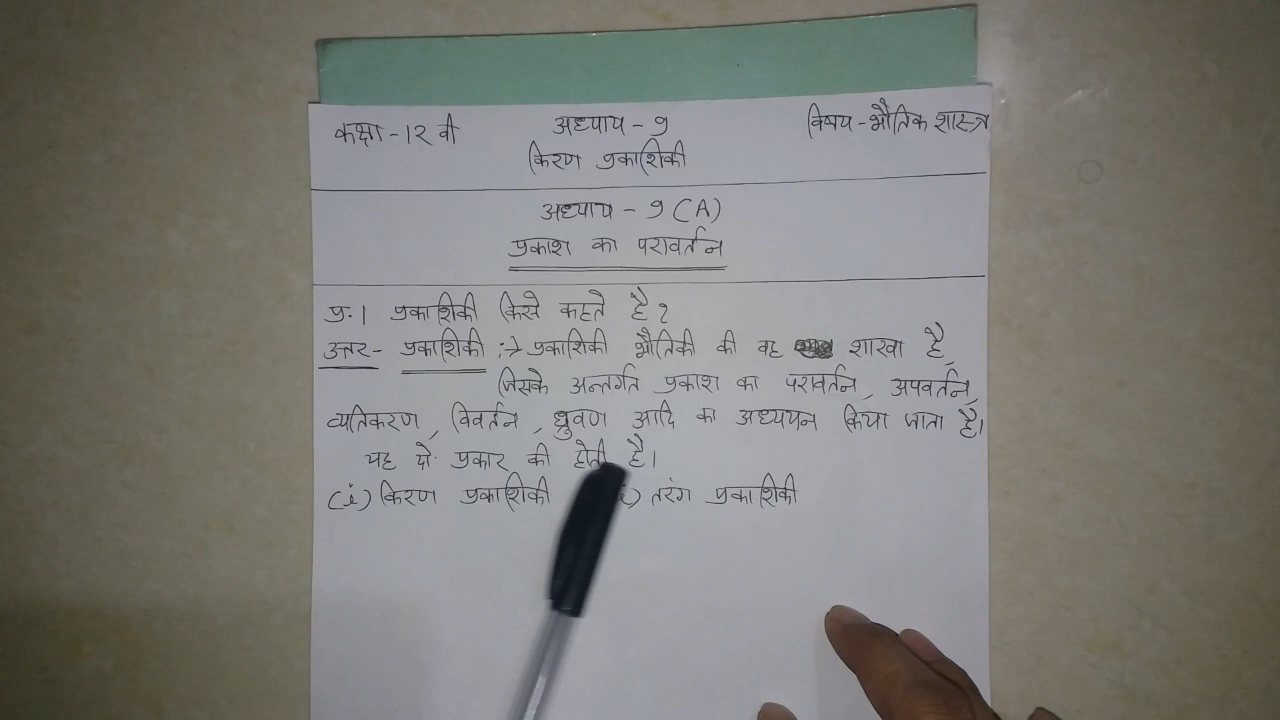 कक्षा - 12 वी
अध्याय - 9
विषय - भौतिक शास्त्र
किरण प्रकाशिकी
अध्याय - 9 (A)
प्रकाश का परावर्तन
प्र.1 प्रकाशिकी किसे कहते है?
उत्तर - प्रकाशिकी :→ प्रकाशिकी भौतिकी की वह शाखा है,
जिसके अन्तर्गत प्रकाश का परावर्तन, अपवर्तन,
व्यतिकरण, विवर्तन, ध्रुवण आदि का अध्ययन किया जाता है।
यह दो प्रकार की होती है।
(i) किरण प्रकाशिकी तरंग प्रकाशिकी